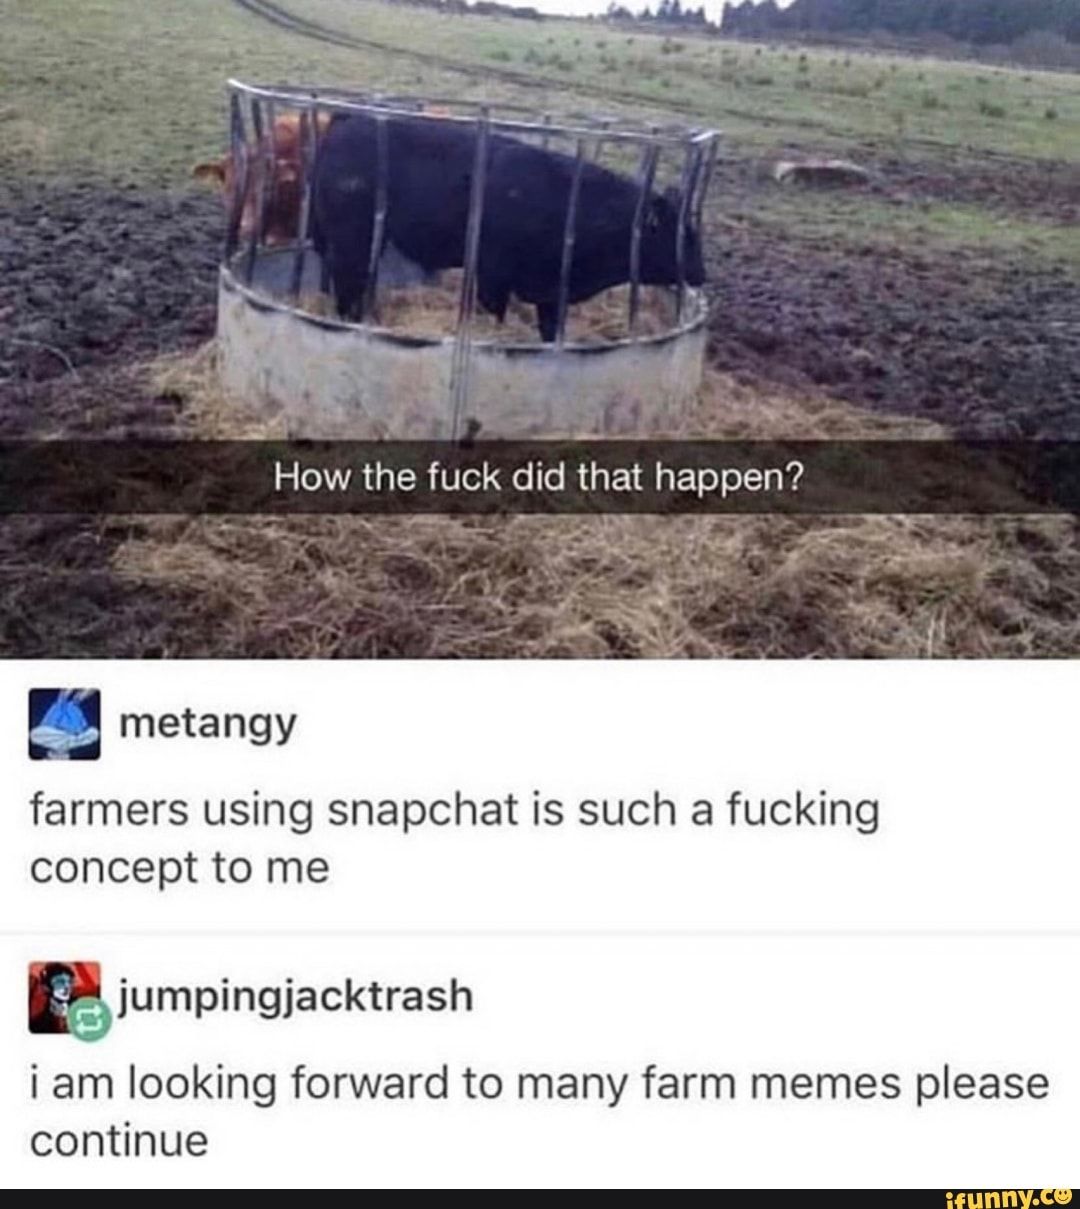 How the fuck did that happen?
metangy
farmers using snapchat is such a fucking
concept to me
jumpingjacktrash
i am looking forward to many farm memes please
continue
ifunny.co